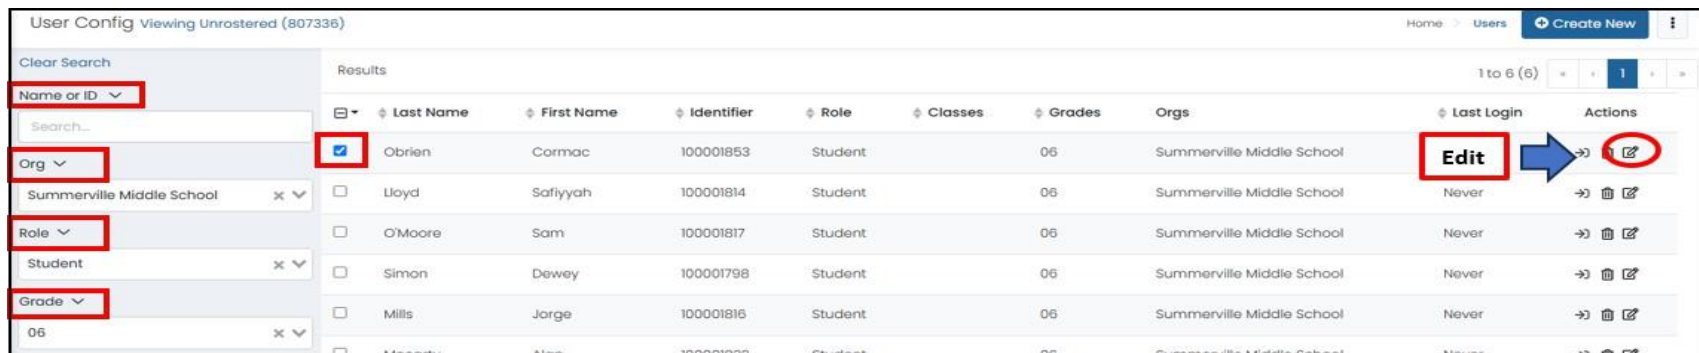 User Config Viewing Unrostered (807336)
Home > Users Create New
Clear Search
Results
1 to 6 (6) « ‹ 1 › »
Name or ID
Search...
Org
Summerville Middle School
Role
Student
Grade
06
Last Name First Name Identifier Role Classes Grades Orgs Last Login Actions
Obrien Cormac 100001853 Student 06 Summerville Middle School Edit
Lloyd Safiyyah 100001814 Student 06 Summerville Middle School Never
O'Moore Sam 100001817 Student 06 Summerville Middle School Never
Simon Dewey 100001798 Student 06 Summerville Middle School Never
Mills Jorge 100001816 Student 06 Summerville Middle School Never